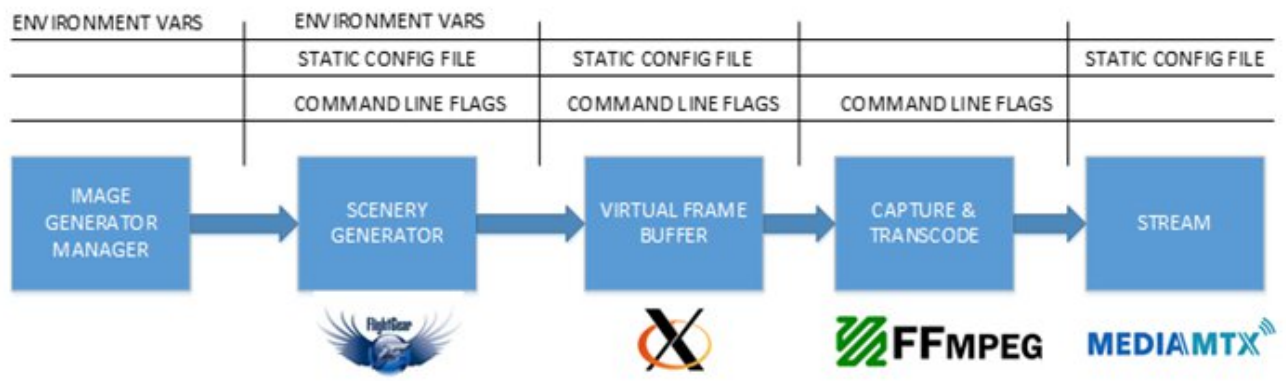 ENVIRONMENT VARS ENVIRONMENT VARS
STATIC CONFIG FILE STATIC CONFIG FILE STATIC CONFIG FILE
COMMAND LINE FLAGS COMMAND LINE FLAGS COMMAND LINE FLAGS
IMAGE
GENERATOR
MANAGER
SCENERY
GENERATOR
VIRTUAL FRAME
BUFFER
CAPTURE &
TRANSCODE
STREAM
FlightGear
X
FFMPEG
MEDIAMTX